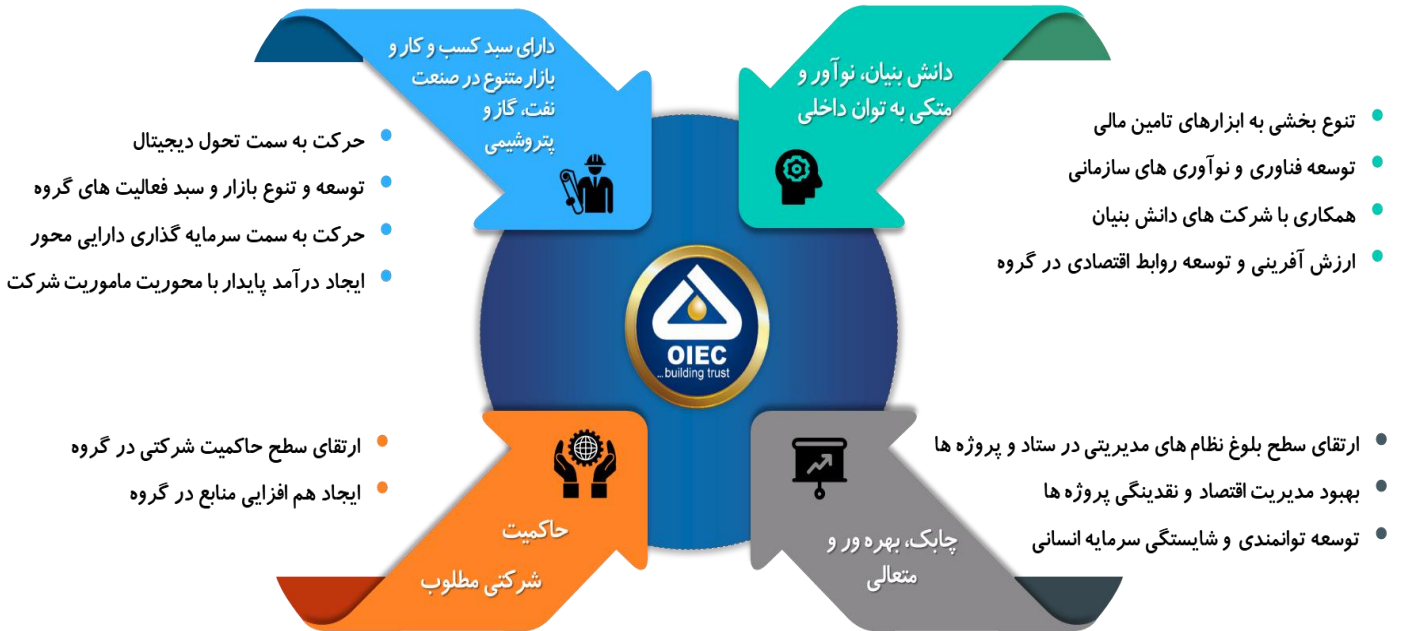 دانش بنیان، نوآور و
متکی به توان داخلی
تنوع بخشی به ابزارهای تامین مالی
توسعه فناوری و نوآوری های سازمانی
همکاری با شرکت های دانش بنیان
ارزش آفرینی و توسعه روابط اقتصادی در گروه
دارای سبد کسب و کار و
بازار متنوع در صنعت
نفت، گاز و
پتروشیمی
حرکت به سمت تحول دیجیتال
توسعه و تنوع بازار و سبد فعالیت های گروه
حرکت به سمت سرمایه گذاری دارایی محور
ایجاد درآمد پایدار با محوریت ماموریت شرکت
OIEC
...building trust
ارتقای سطح بلوغ نظام های مدیریتی در ستاد و پروژه ها
بهبود مدیریت اقتصاد و نقدینگی پروژه ها
توسعه توانمندی و شایستگی سرمایه انسانی
چابک، بهره ور و
متعالی
ارتقای سطح حاکمیت شرکتی در گروه
ایجاد هم افزایی منابع در گروه
حاکمیت
شرکتی مطلوب